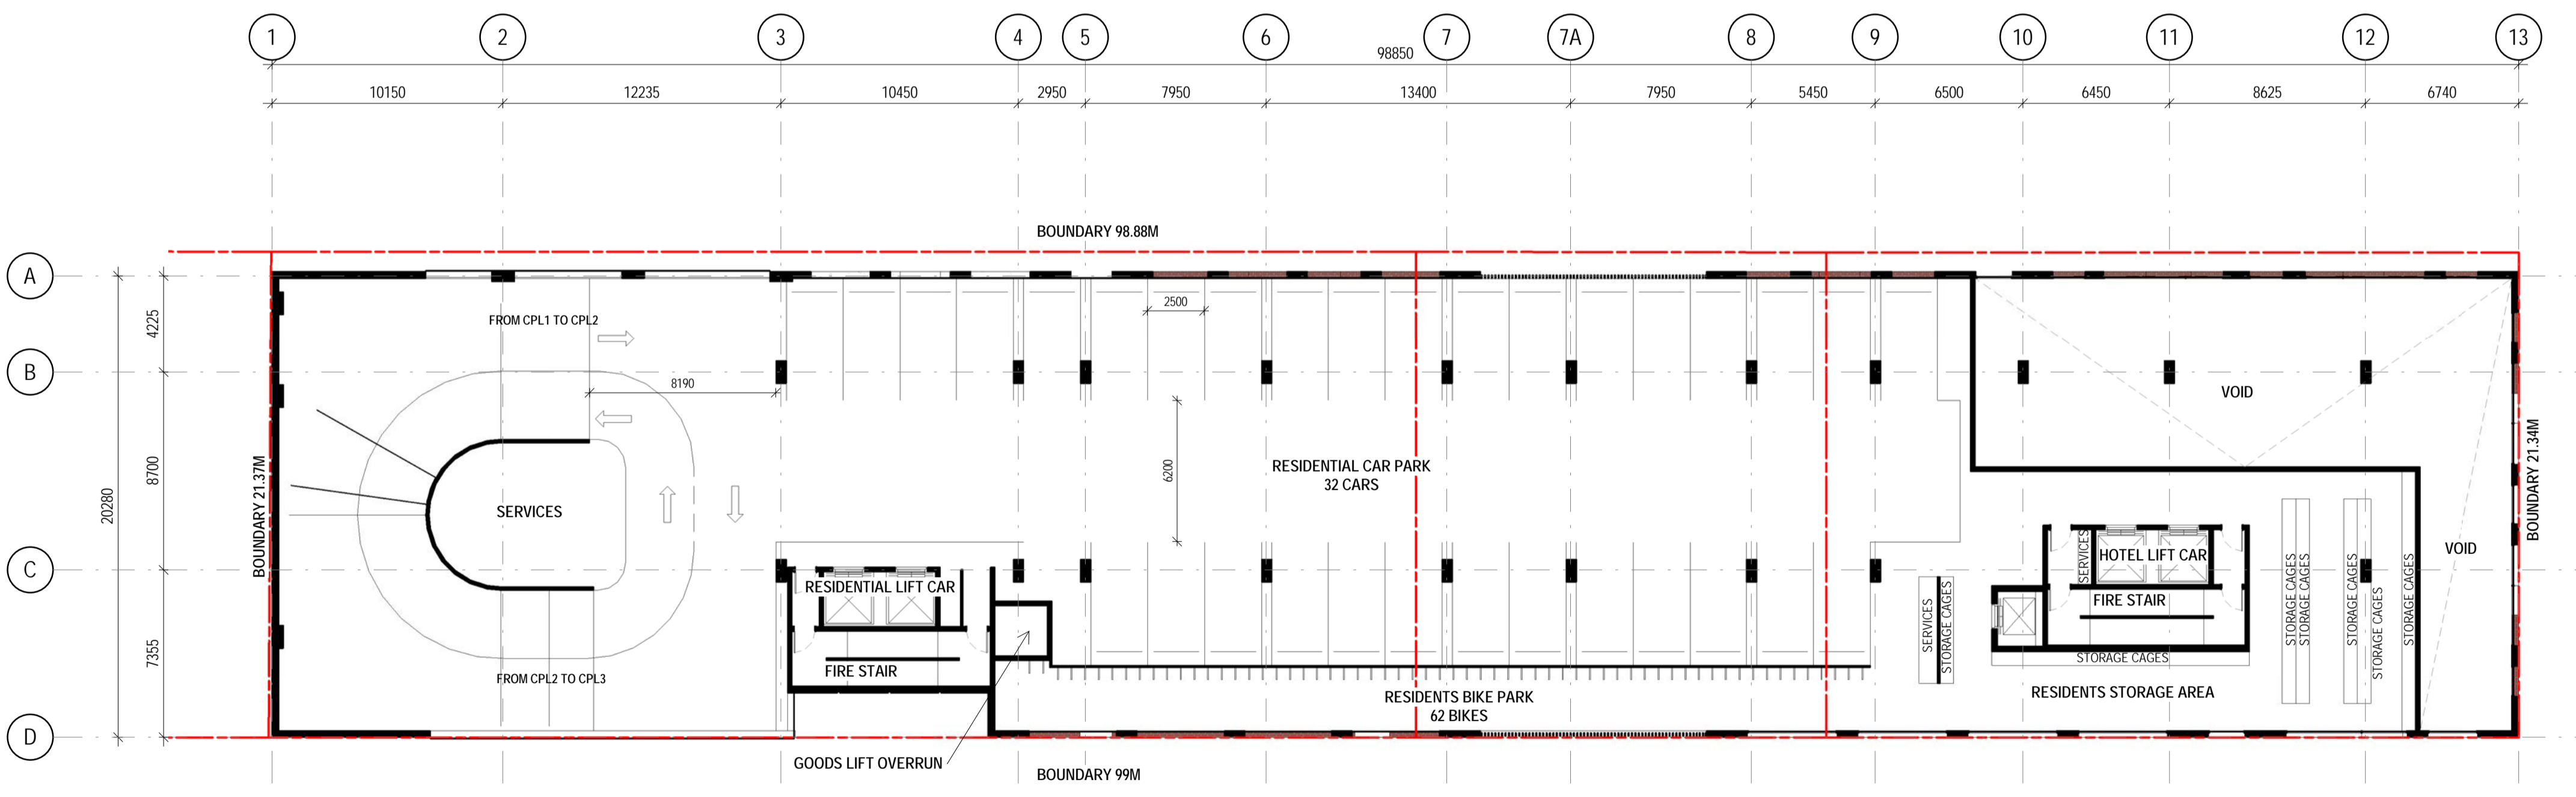 1 2 3 4 5 6 7 7A 8 9 10 11 12 13
98850
10150 12235 10450 2950 7950 13400 7950 5450 6500 6450 8625 6740
BOUNDARY 98.88M
A
B
C
D
4225
8700
7355
20280
BOUNDARY 21.37M
FROM CPL1 TO CPL2
8190
2500
6200
SERVICES
FROM CPL2 TO CPL3
RESIDENTIAL CAR PARK
32 CARS
RESIDENTIAL LIFT CAR
FIRE STAIR
GOODS LIFT OVERRUN
RESIDENTS BIKE PARK
62 BIKES
BOUNDARY 99M
VOID
VOID
BOUNDARY 21.34M
SERVICES
STORAGE CAGES
SERVICES
HOTEL LIFT CAR
FIRE STAIR
STORAGE CAGES
RESIDENTS STORAGE AREA
STORAGE CAGES
STORAGE CAGES
STORAGE CAGES
STORAGE CAGES
STORAGE CAGES